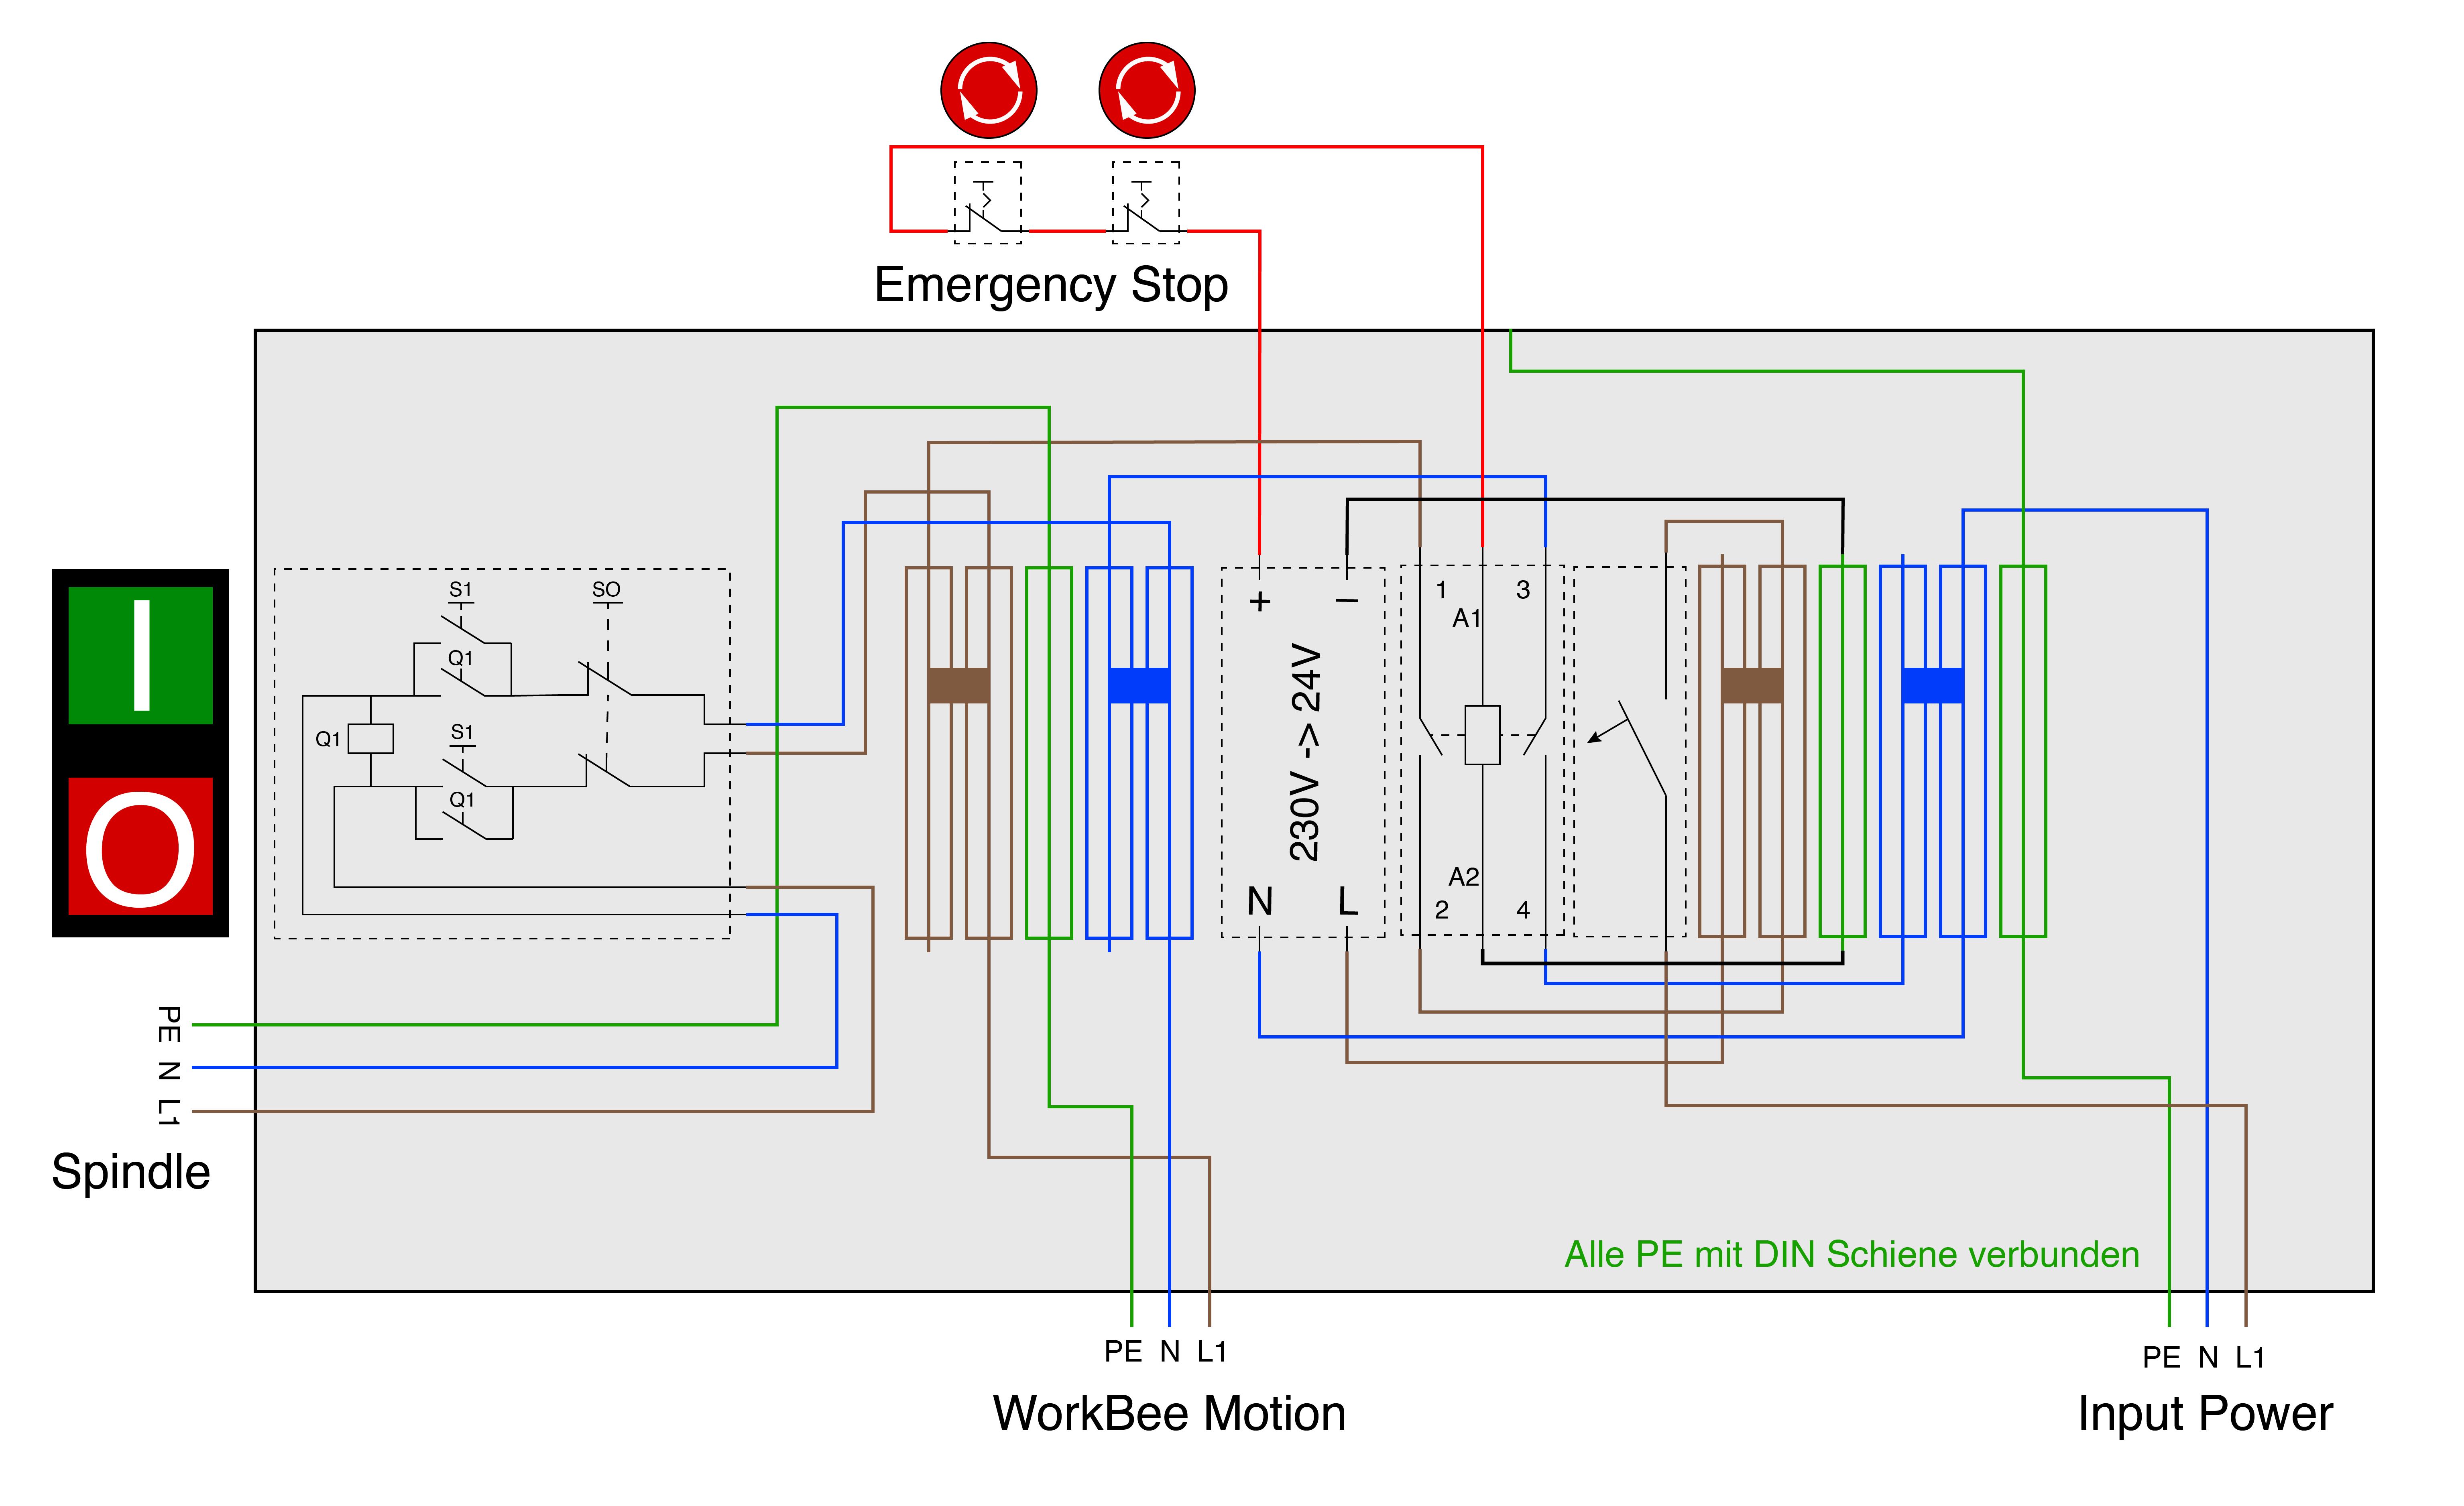 Emergency Stop
S1
SO
Q1
Q1
S1
Q1
I
O
+
–
230V -> 24V
N
L
1
3
A1
A2
2
4
PE
N
L1
Spindle
Alle PE mit DIN Schiene verbunden
PE N L1
WorkBee Motion
PE N L1
Input Power